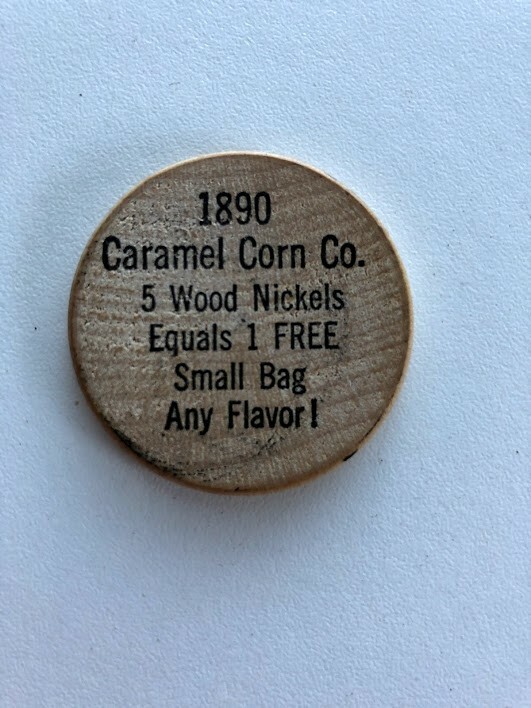 1890
Caramel Corn Co.
5 Wood Nickels
Equals 1 FREE
Small Bag
Any Flavor!